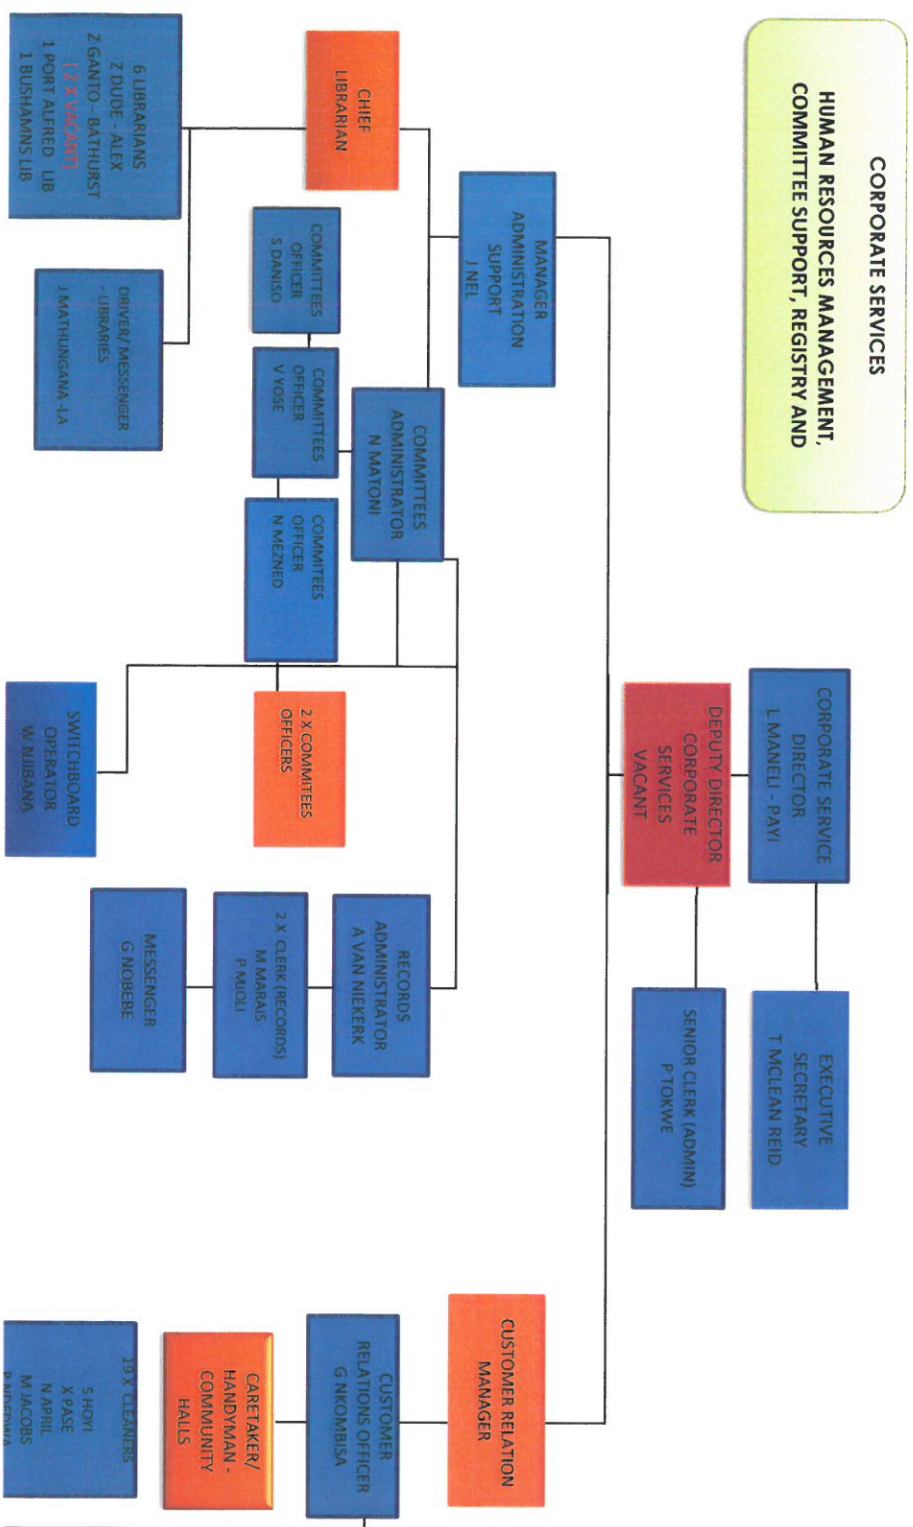 CORPORATE SERVICES
HUMAN RESOURCES MANAGEMENT,
COMMITTEE SUPPORT, REGISTRY AND
CORPORATE SERVICE
DIRECTOR
L MANELI - PAYI
EXECUTIVE
SECRETARY
T MCLEAN REID
DEPUTY DIRECTOR
CORPORATE
SERVICES
VACANT
SENIOR CLERK (ADMIN)
P TOKWE
MANAGER
ADMINISTRATION
SUPPORT
J NEL
CUSTOMER RELATION
MANAGER
CHIEF
LIBRARIAN
COMMITTEES
ADMINISTRATOR
N MATONI
RECORDS
ADMINISTRATOR
A VAN NIEKERK
CUSTOMER
RELATIONS OFFICER
G NKOMBISA
COMMITTEES
OFFICER
S DANISO
COMMITTEES
OFFICER
V YOSE
COMMITEES
OFFICER
N MEZNED
2 X COMMITEES
OFFICERS
2 X CLERK (RECORDS)
M MARAIS
P MJOLI
CARETAKER/
HANDYMAN -
COMMUNITY
HALLS
6 LIBRARIANS
Z DUDE - ALEX
Z GANTO - BATHURST
( 2 X VACANT)
1 PORT ALFRED LIB
1 BUSHAMNS LIB
DRIVER/ MESSENGER
- LIBRARIES
J MATHUNGANA -LA
SWITCHBOARD
OPERATOR
W NJIBANA
MESSENGER
G NOBEBE
19 X CLEANERS
S HOYI
X PASE
N APRIL
M JACOBS